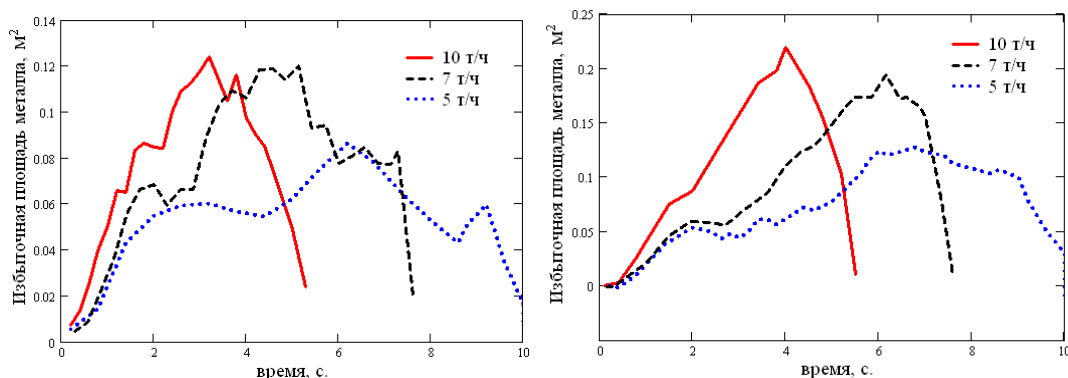 Избыточная площадь металла, м²
0.14
0.12
0.10
0.08
0.06
0.04
0.02
0
0 2 4 6 8 10
время, с.
10 т/ч
7 т/ч
5 т/ч
Избыточная площадь металла, м²
0.25
0.20
0.15
0.1
0.05
0
0 2 4 6 8 10
время, с.
10 т/ч
7 т/ч
5 т/ч